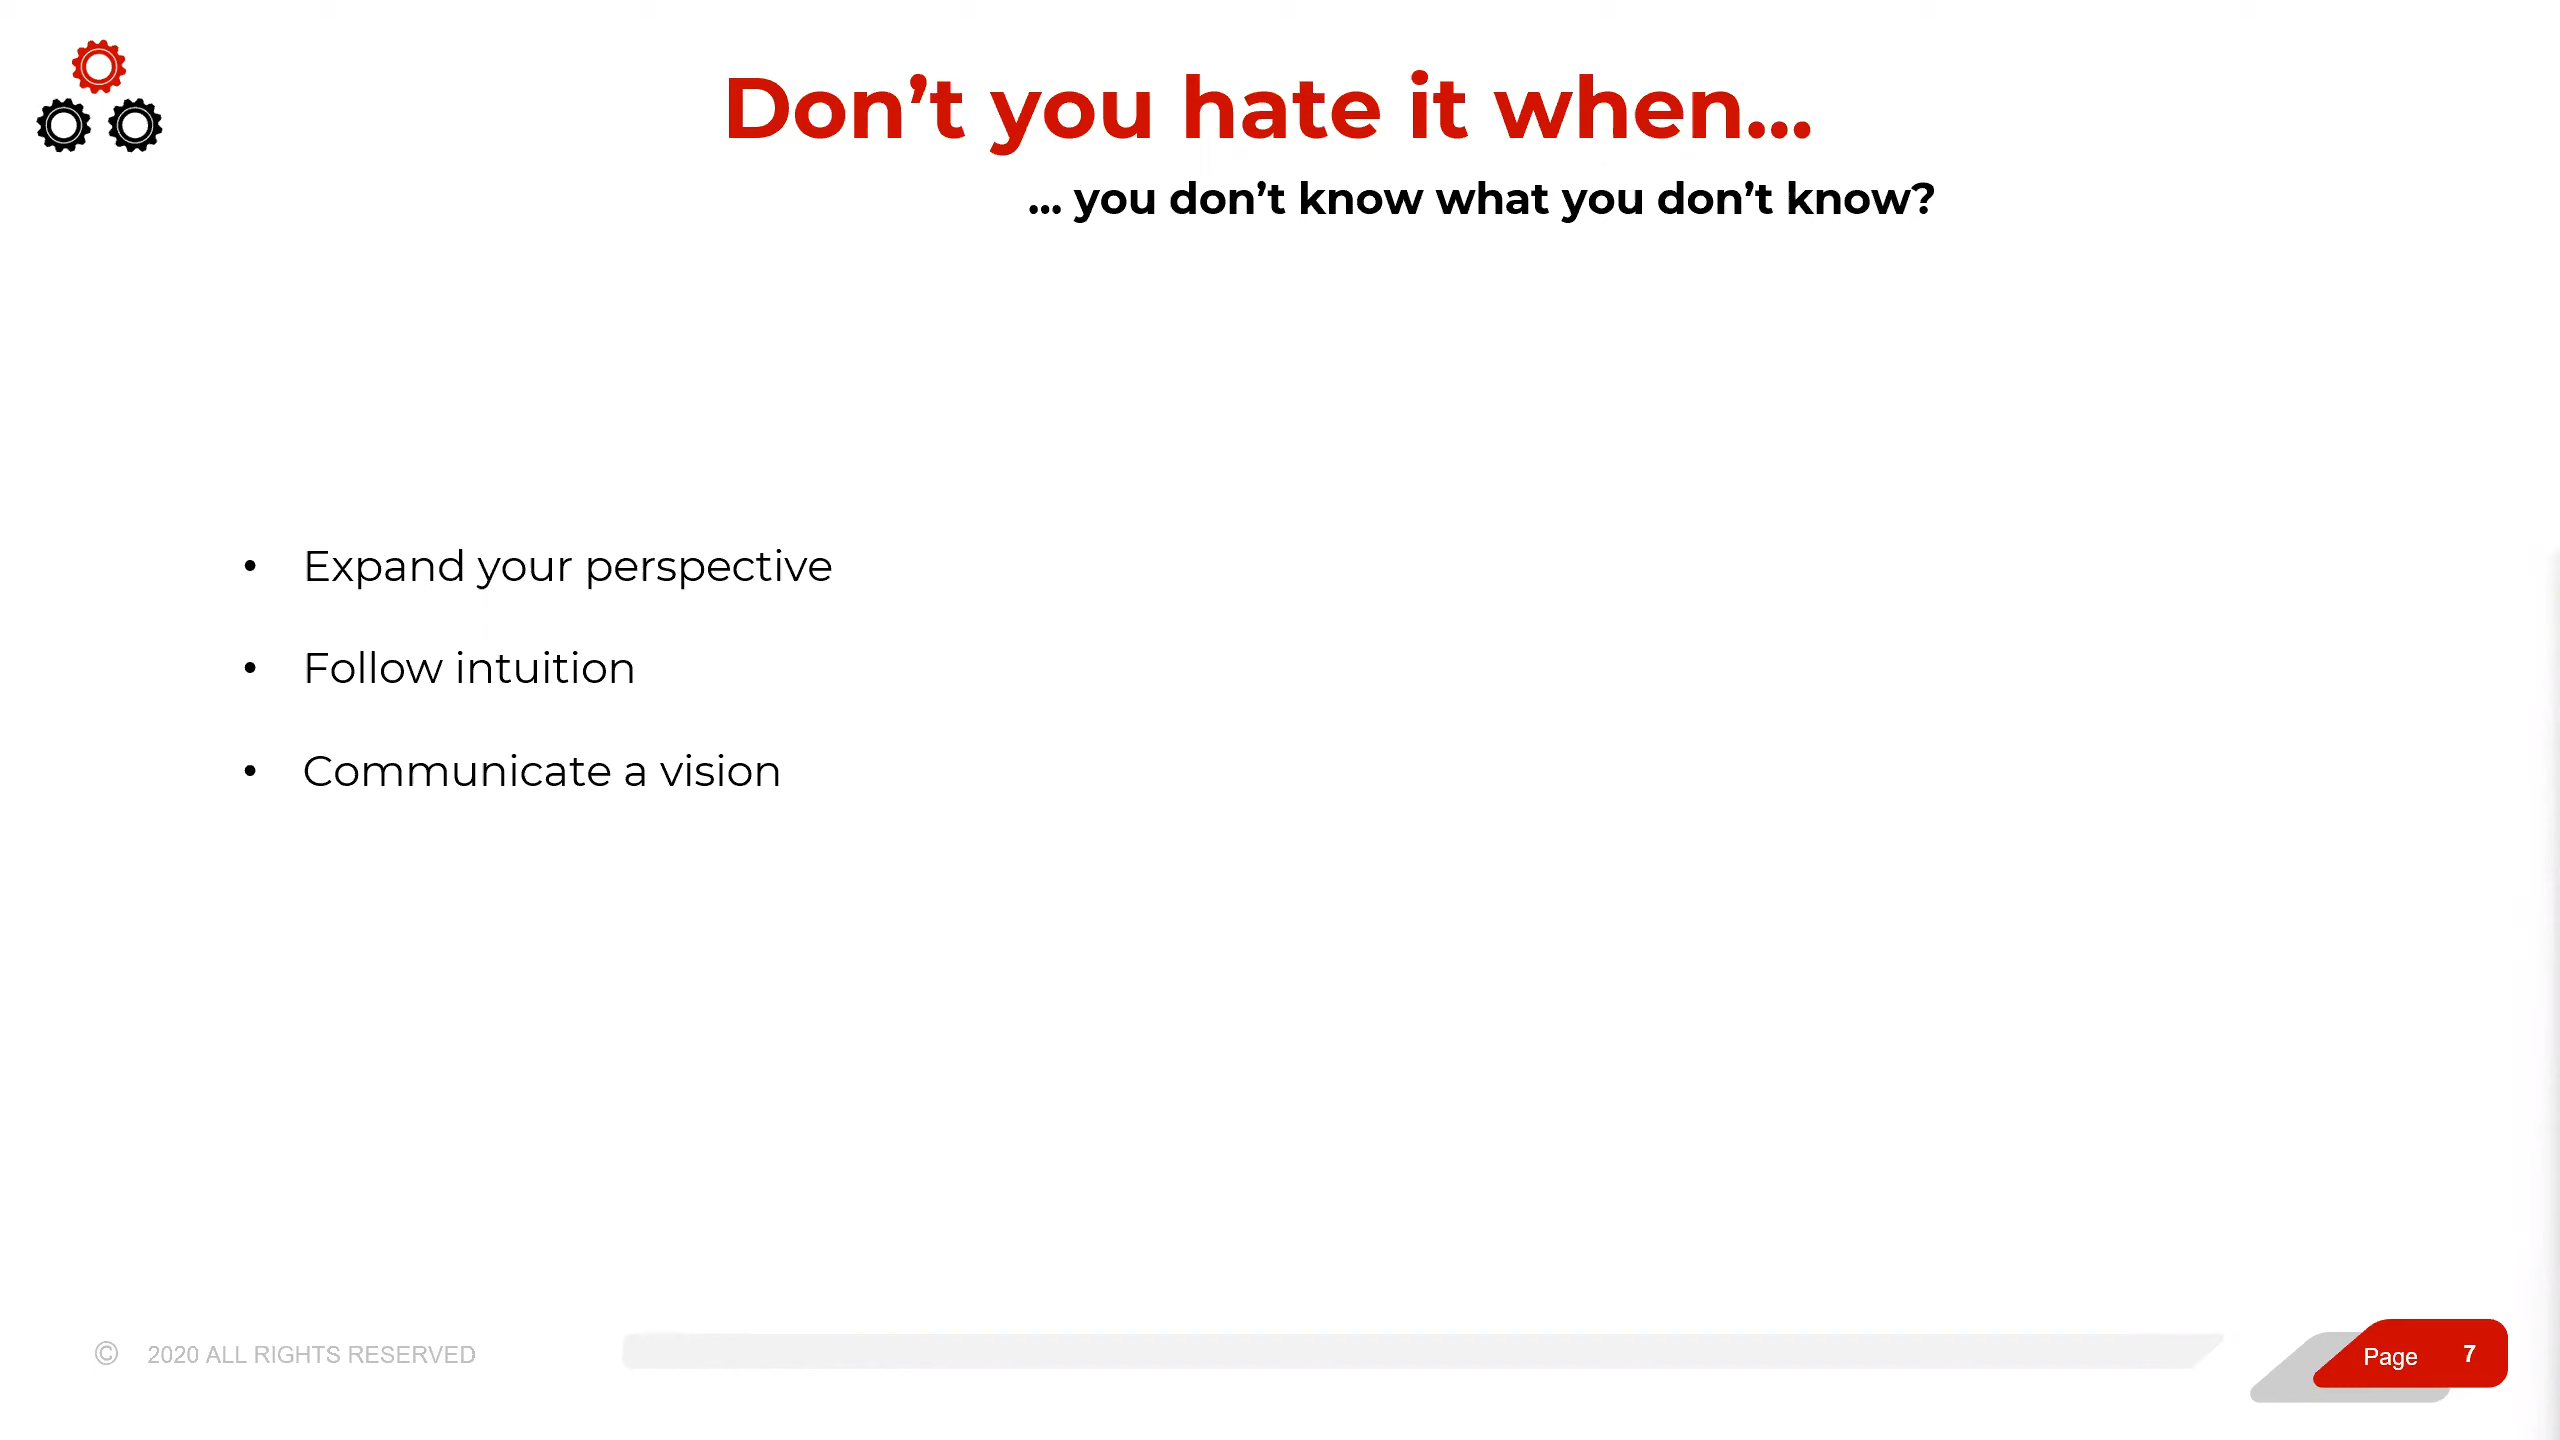 Don’t you hate it when...
... you don’t know what you don’t know?
• Expand your perspective
• Follow intuition
• Communicate a vision
© 2020 ALL RIGHTS RESERVED
Page 7